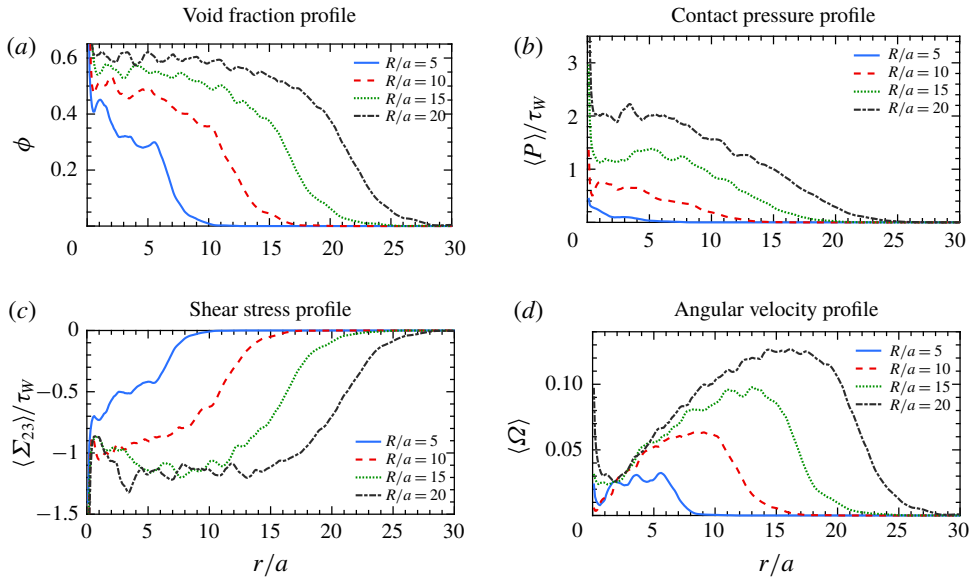 Void fraction profile
(a)
0.6
0.4
0.2
ϕ
0 5 10 15 20 25 30
R/a = 5
R/a = 10
R/a = 15
R/a = 20
Contact pressure profile
(b)
3
2
1
⟨P⟩/τW
0 5 10 15 20 25 30
R/a = 5
R/a = 10
R/a = 15
R/a = 20
Shear stress profile
(c)
0
−0.5
−1
−1.5
⟨Σ23⟩/τW
0 5 10 15 20 25 30
r/a
R/a = 5
R/a = 10
R/a = 15
R/a = 20
Angular velocity profile
(d)
0.10
0.05
⟨Ω⟩
0 5 10 15 20 25 30
r/a
R/a = 5
R/a = 10
R/a = 15
R/a = 20